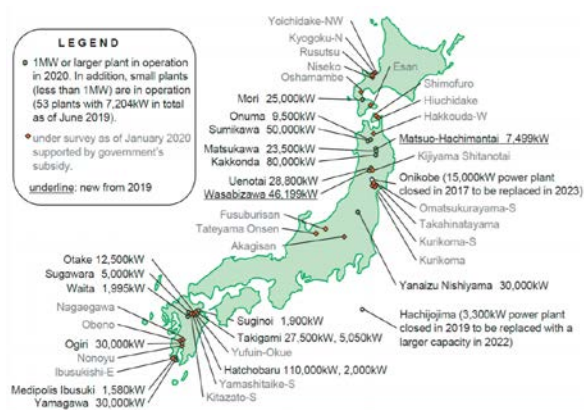 LEGEND
1MW or larger plant in operation
in 2020. In addition, small plants
(less than 1MW) are in operation
(53 plants with 7,204kW in total
as of June 2019).
under survey as of January 2020
supported by government's
subsidy.
underline: new from 2019
Yoichidake-NW
Kyogoku-N
Rusutsu
Niseko
Oshamambe
Esan
Shimofuro
Mori 25,000kW
Hiuchidake
Onuma 9,500kW
Hakkouda-W
Sumikawa 50,000kW
Matsuo-Hachimantai 7,499kW
Matsukawa 23,500kW
Kijiyama Shitanotai
Kakkonda 80,000kW
Onikobe (15,000kW power plant
closed in 2017 to be replaced in 2023)
Uenotai 28,800kW
Wasabizawa 46,199kW
Omatsukurayama-S
Takahinatayama
Fusuburisan
Kurikoma-S
Tateyama Onsen
Kurikoma
Akagisan
Yanaizu Nishiyama 30,000kW
Otake 12,500kW
Sugawara 5,000kW
Waita 1,995kW
Hachijojima (3,300kW power plant
closed in 2019 to be replaced with a
larger capacity in 2022)
Nagaegawa
Suginoi 1,900kW
Obeno
Takigami 27,500kW, 5,050kW
Ogiri 30,000kW
Yufuin-Okue
Nonoyu
Hatchobaru 110,000kW, 2,000kW
Ibusukishi-E
Yamashitaike-S
Medipolis Ibusuki 1,580kW
Kitazato-S
Yamagawa 30,000kW